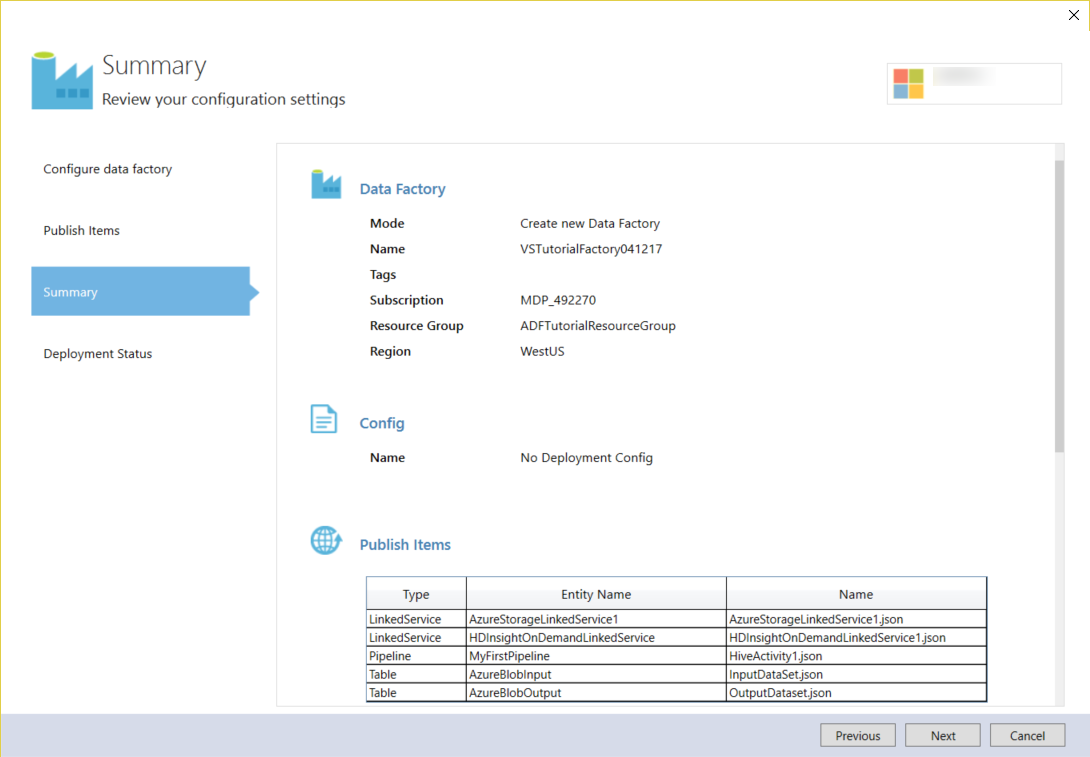 Summary
Review your configuration settings
Configure data factory
Publish Items
Summary
Deployment Status
Data Factory
Mode Create new Data Factory
Name VSTutorialFactory041217
Tags
Subscription MDP_492270
Resource Group ADFTutorialResourceGroup
Region WestUS
Config
Name No Deployment Config
Publish Items
Type Entity Name Name
LinkedService AzureStorageLinkedService1 AzureStorageLinkedService1.json
LinkedService HDInsightOnDemandLinkedService HDInsightOnDemandLinkedService1.json
Pipeline MyFirstPipeline HiveActivity1.json
Table AzureBlobInput InputDataSet.json
Table AzureBlobOutput OutputDataset.json
Previous Next Cancel